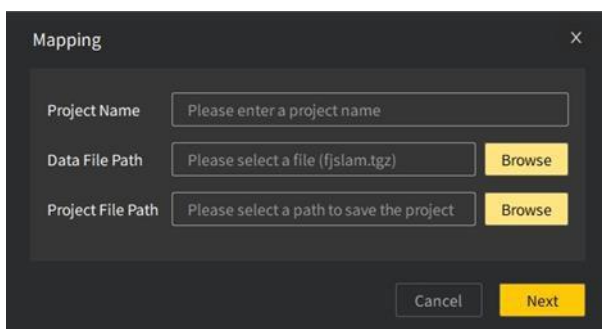 Mapping
Project Name
Please enter a project name
Data File Path
Please select a file (fjslam.tgz)
Browse
Project File Path
Please select a path to save the project
Browse
Cancel
Next